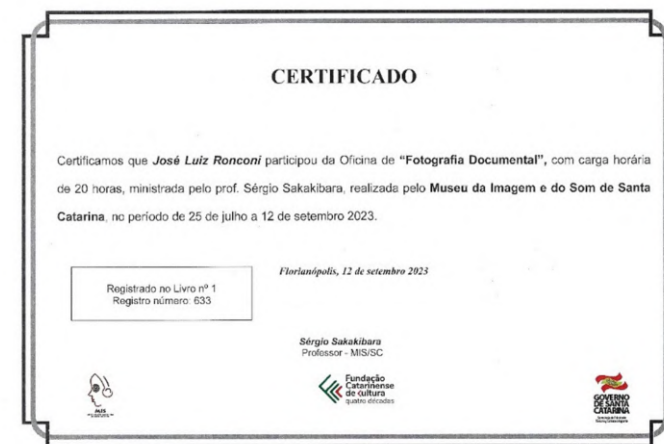 CERTIFICADO
Certificamos que José Luiz Ronconi participou da Oficina de "Fotografia Documental", com carga horária
de 20 horas, ministrada pelo prof. Sérgio Sakakibara, realizada pelo Museu da Imagem e do Som de Santa
Catarina, no período de 25 de julho a 12 de setembro 2023.
Florianópolis, 12 de setembro 2023
Registrado no Livro nº 1
Registro número: 633
Sérgio Sakakibara
Professor - MIS/SC
MIS
Fundação
Catarinense
de Cultura
quatro décadas
GOVERNO
DE SANTA
CATARINA